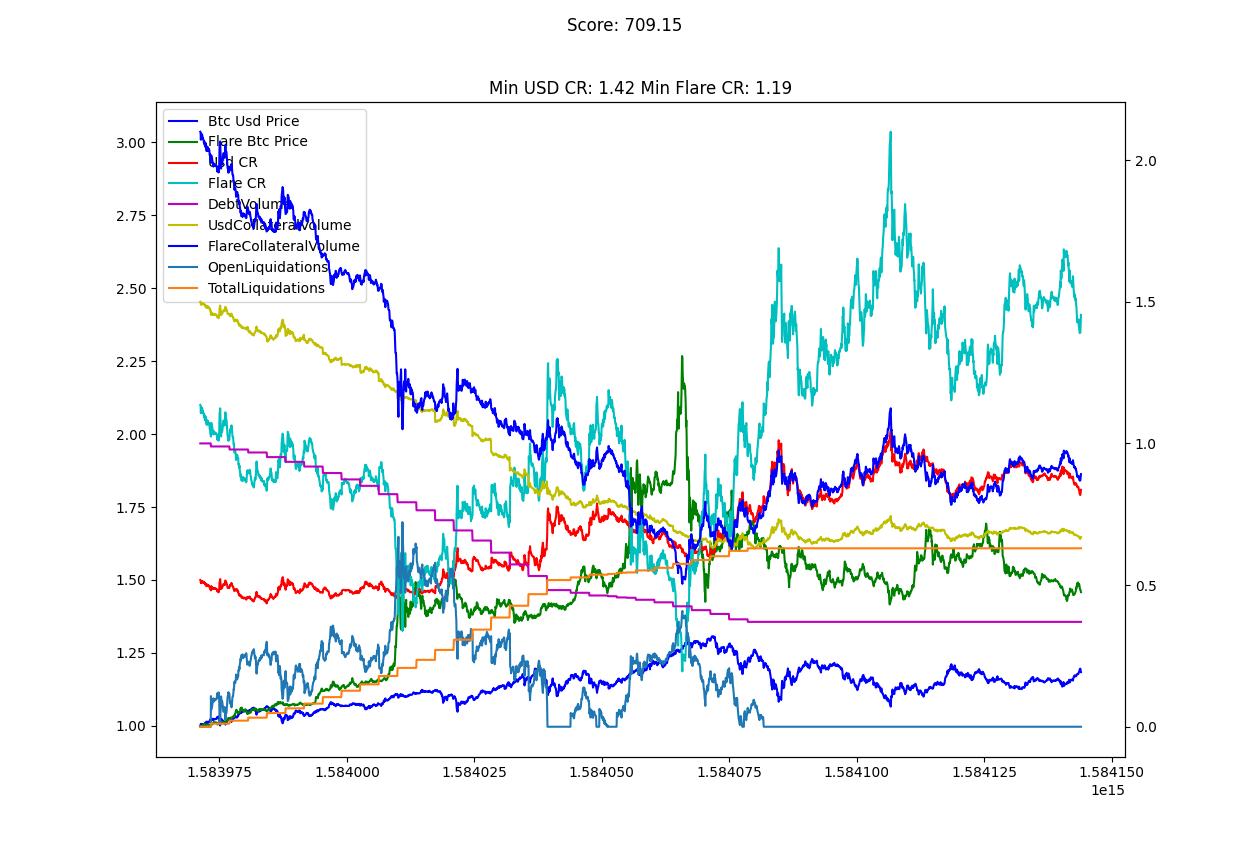 Score: 709.15
Min USD CR: 1.42 Min Flare CR: 1.19
Btc Usd Price
Flare Btc Price
Usd CR
Flare CR
DebtVolume
UsdCollateralVolume
FlareCollateralVolume
OpenLiquidations
TotalLiquidations
3.00
2.75
2.50
2.25
2.00
1.75
1.50
1.25
1.00
2.0
1.5
1.0
0.5
0.0
1.583975
1.584000
1.584025
1.584050
1.584075
1.584100
1.584125
1.584150
1e15